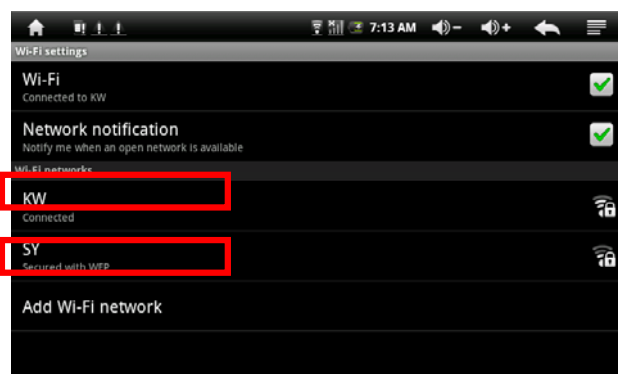 7:13 AM
Wi-Fi settings
Wi-Fi
Connected to KW
Network notification
Notify me when an open network is available
Wi-Fi networks
KW
Connected
SY
Secured with WEP
Add Wi-Fi network